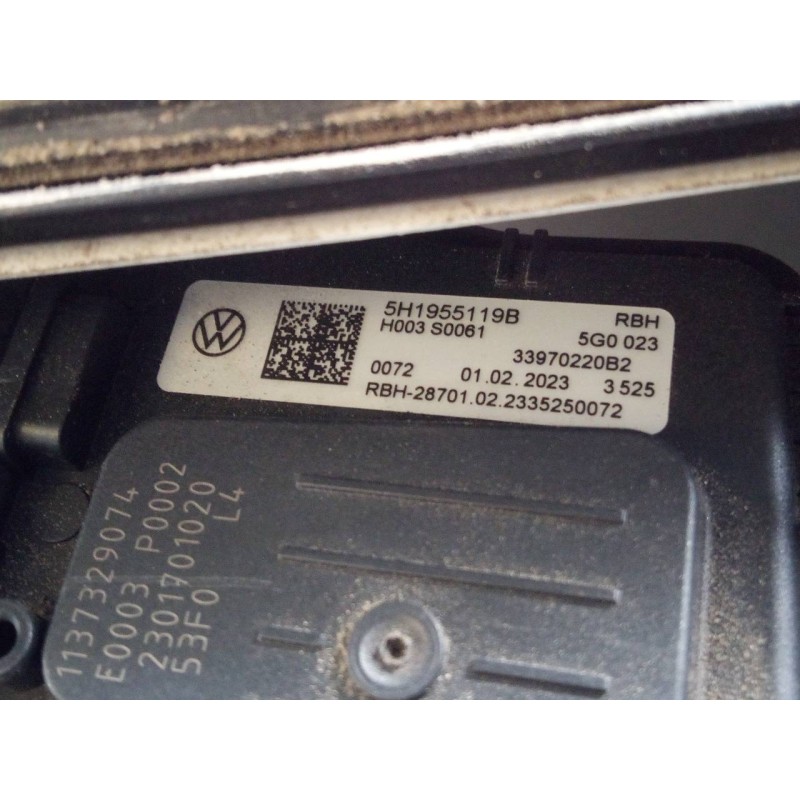 5H1955119B RBH
H003 S0061 5G0 023
33970220B2
0072 01.02.2023 3 525
RBH-28701.02.2335250072
1137329074
E0003 P0002
2301701020
53F0 L4